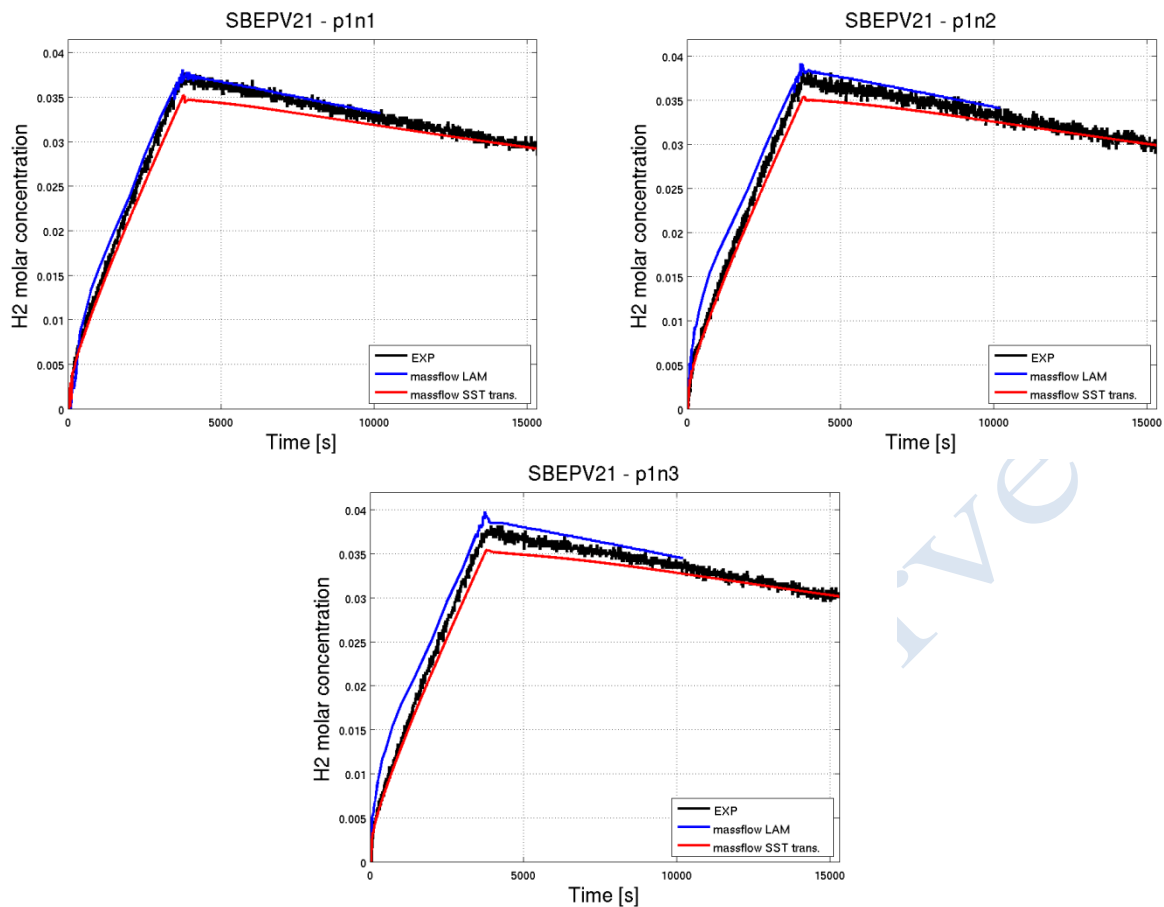 SBEPV21 - p1n1
0.04
0.035
0.03
0.025
0.02
0.015
0.01
0.005
0
H2 molar concentration
EXP
massflow LAM
massflow SST trans.
0 5000 10000 15000
Time [s]
SBEPV21 - p1n2
0.04
0.035
0.03
0.025
0.02
0.015
0.01
0.005
0
H2 molar concentration
EXP
massflow LAM
massflow SST trans.
0 5000 10000 15000
Time [s]
SBEPV21 - p1n3
0.04
0.035
0.03
0.025
0.02
0.015
0.01
0.005
0
H2 molar concentration
EXP
massflow LAM
massflow SST trans.
0 5000 10000 15000
Time [s]